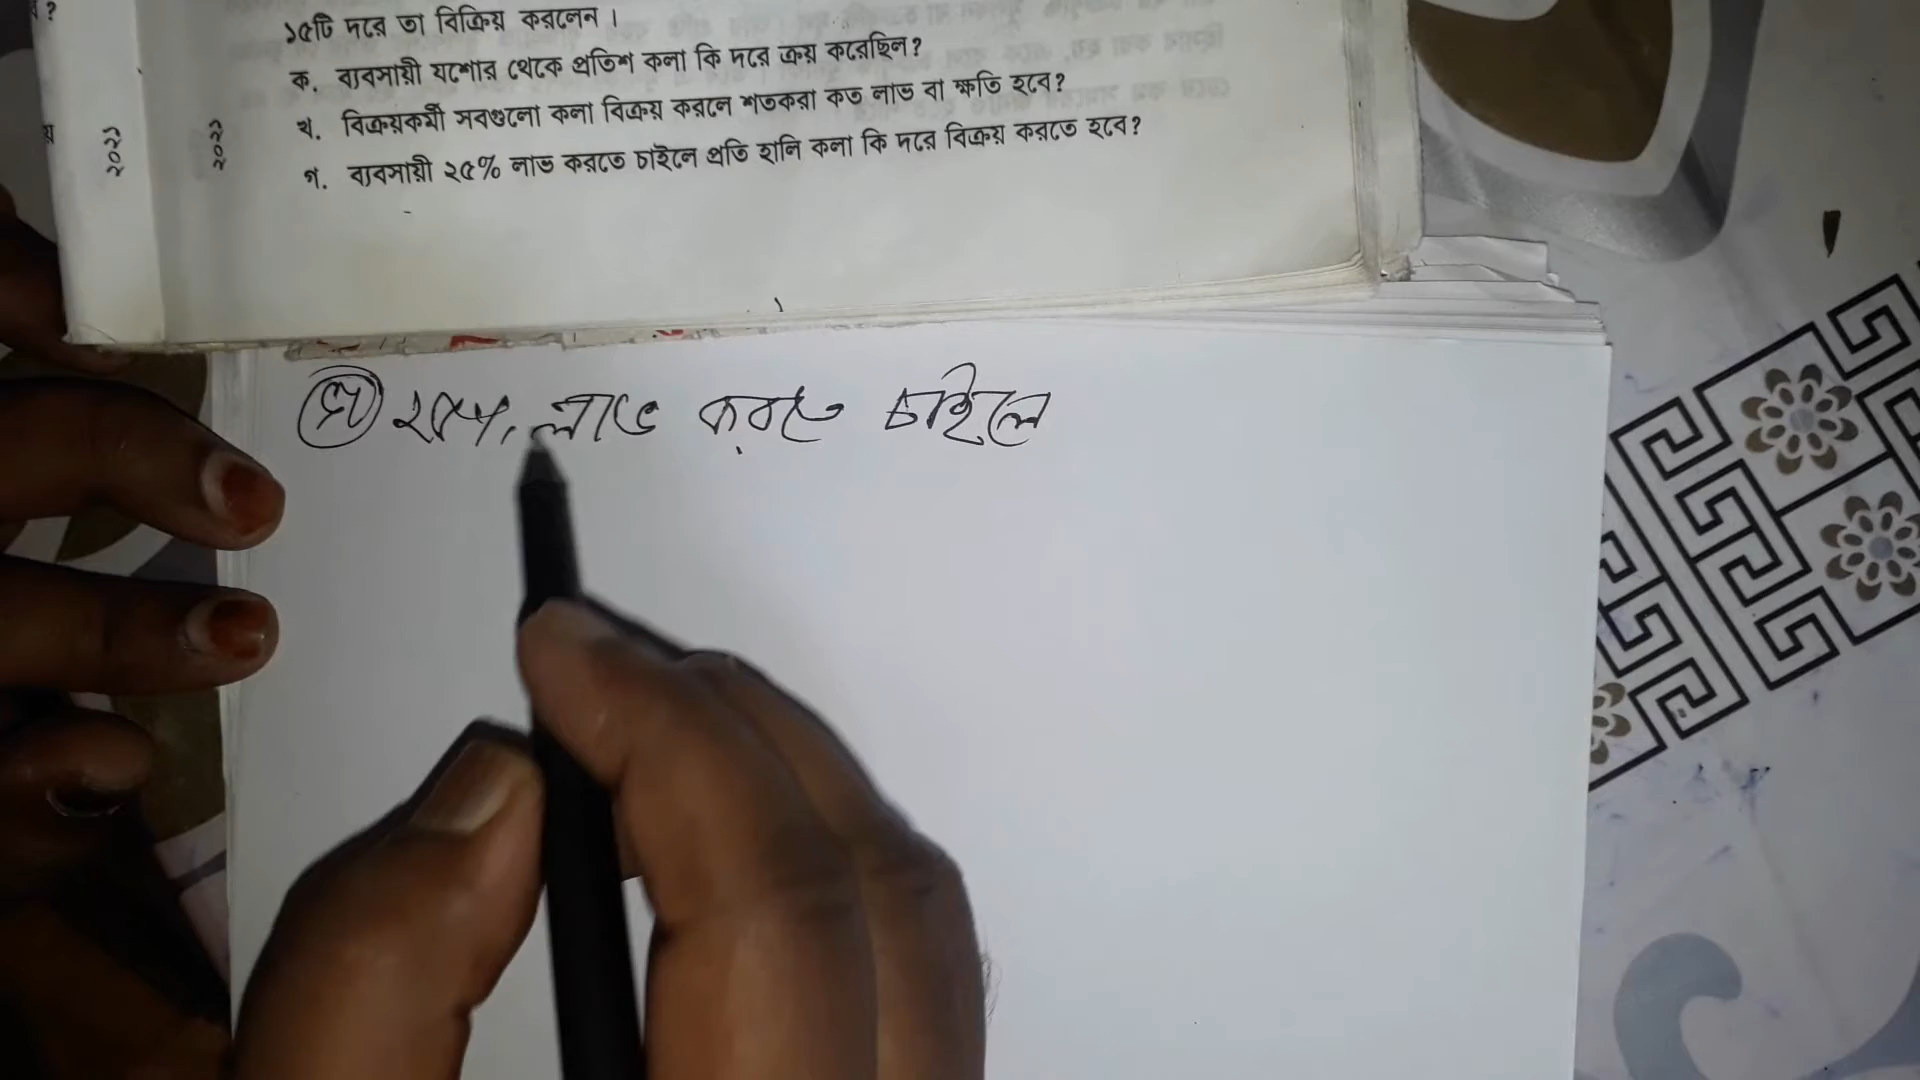 ১৫টি দরে তা বিক্রি করলেন।
ক. ব্যবসায়ী যশোর থেকে প্রতিশ কলা কি দরে ক্রয় করেছিল?
খ. বিক্রয়কর্মী সবগুলো কলা বিক্রয় করলে শতকরা কত লাভ বা ক্ষতি হবে?
গ. ব্যবসায়ী ২৫% লাভ করতে চাইলে প্রতি হালি কলা কি দরে বিক্রয় করতে হবে?
২০২১
২০২১
২৫% লাভ করতে চাইলে